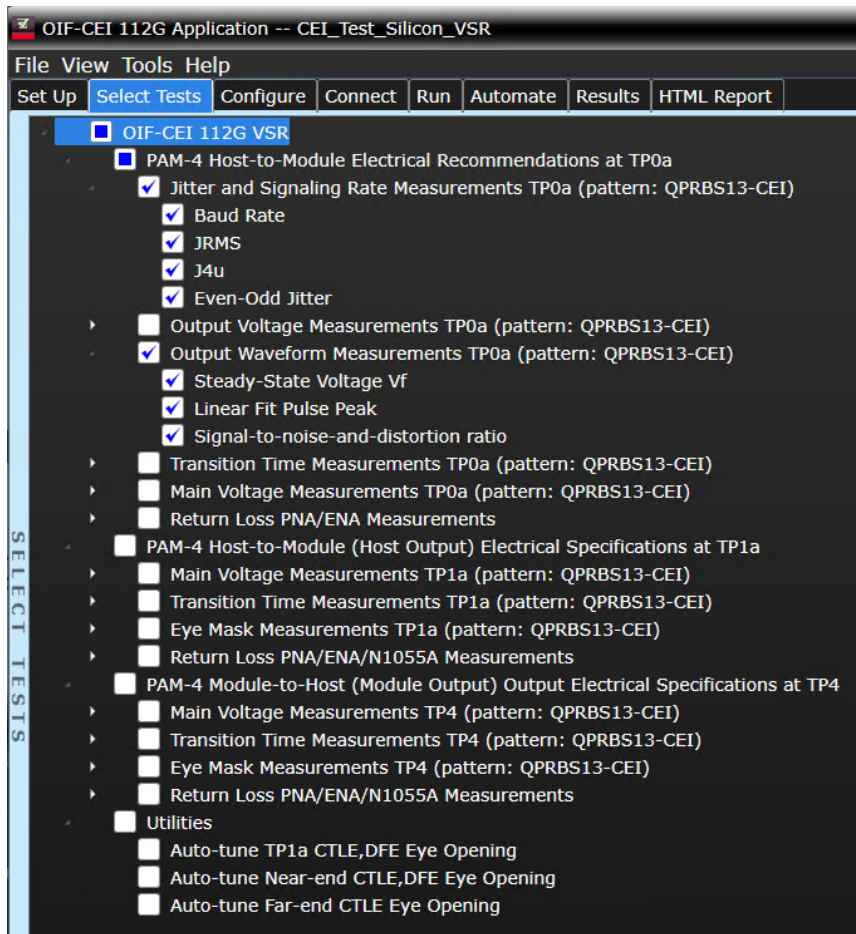 OIF-CEI 112G Application -- CEI_Test_Silicon_VSR
File View Tools Help
Set Up Select Tests Configure Connect Run Automate Results HTML Report
OIF-CEI 112G VSR
PAM-4 Host-to-Module Electrical Recommendations at TP0a
Jitter and Signaling Rate Measurements TP0a (pattern: QPRBS13-CEI)
Baud Rate
JRMS
J4u
Even-Odd Jitter
Output Voltage Measurements TP0a (pattern: QPRBS13-CEI)
Output Waveform Measurements TP0a (pattern: QPRBS13-CEI)
Steady-State Voltage Vf
Linear Fit Pulse Peak
Signal-to-noise-and-distortion ratio
Transition Time Measurements TP0a (pattern: QPRBS13-CEI)
Main Voltage Measurements TP0a (pattern: QPRBS13-CEI)
Return Loss PNA/ENA Measurements
PAM-4 Host-to-Module (Host Output) Electrical Specifications at TP1a
Main Voltage Measurements TP1a (pattern: QPRBS13-CEI)
Transition Time Measurements TP1a (pattern: QPRBS13-CEI)
Eye Mask Measurements TP1a (pattern: QPRBS13-CEI)
Return Loss PNA/ENA/N1055A Measurements
PAM-4 Module-to-Host (Module Output) Output Electrical Specifications at TP4
Main Voltage Measurements TP4 (pattern: QPRBS13-CEI)
Transition Time Measurements TP4 (pattern: QPRBS13-CEI)
Eye Mask Measurements TP4 (pattern: QPRBS13-CEI)
Return Loss PNA/ENA/N1055A Measurements
Utilities
Auto-tune TP1a CTLE,DFE Eye Opening
Auto-tune Near-end CTLE,DFE Eye Opening
Auto-tune Far-end CTLE Eye Opening
SELECT TESTS